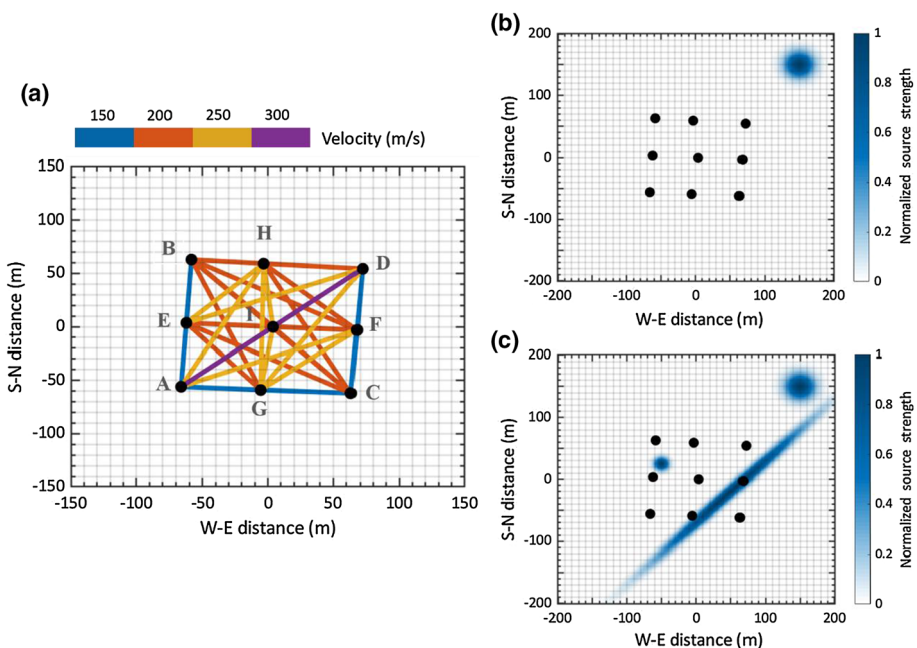 (a)
150 200 250 300
Velocity (m/s)
150
100
50
0
-50
-100
-150
S-N distance (m)
B H D
E I F
A G C
-150 -100 -50 0 50 100 150
W-E distance (m)
(b)
200
100
0
-100
-200
S-N distance (m)
-200 -100 0 100 200
W-E distance (m)
1
0.8
0.6
0.4
0.2
0
Normalized source strength
(c)
200
100
0
-100
-200
S-N distance (m)
-200 -100 0 100 200
W-E distance (m)
1
0.8
0.6
0.4
0.2
0
Normalized source strength